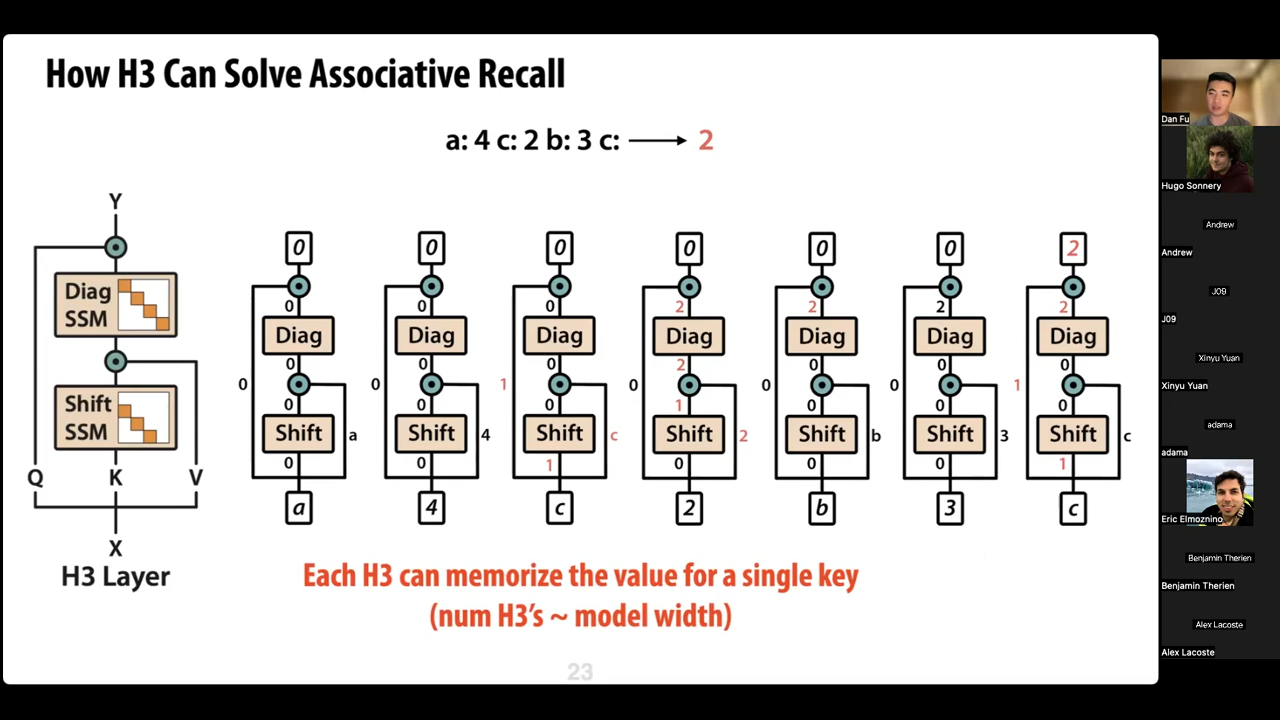 How H3 Can Solve Associative Recall
a: 4 c: 2 b: 3 c: 2
Y
Diag
SSM
Shift
SSM
Q K V
X
H3 Layer
0 0 0 0 0 0 2
0 0 0 2 2 2 2
Diag Diag Diag Diag Diag Diag Diag
0 0 0 2 0 0 0
0 0 1 0 0 0 1
0 0 0 1 0 0 0
Shift a Shift 4 Shift c Shift 2 Shift b Shift 3 Shift c
0 0 1 0 0 0 1
a 4 c 2 b 3 c
Each H3 can memorize the value for a single key
(num H3's ~ model width)
23
Dan Fu
Hugo Sonnery
Andrew
Andrew
J09
J09
Xinyu Yuan
Xinyu Yuan
adama
adama
Eric Elmoznino
Benjamin Therien
Benjamin Therien
Alex Lacoste
Alex Lacoste